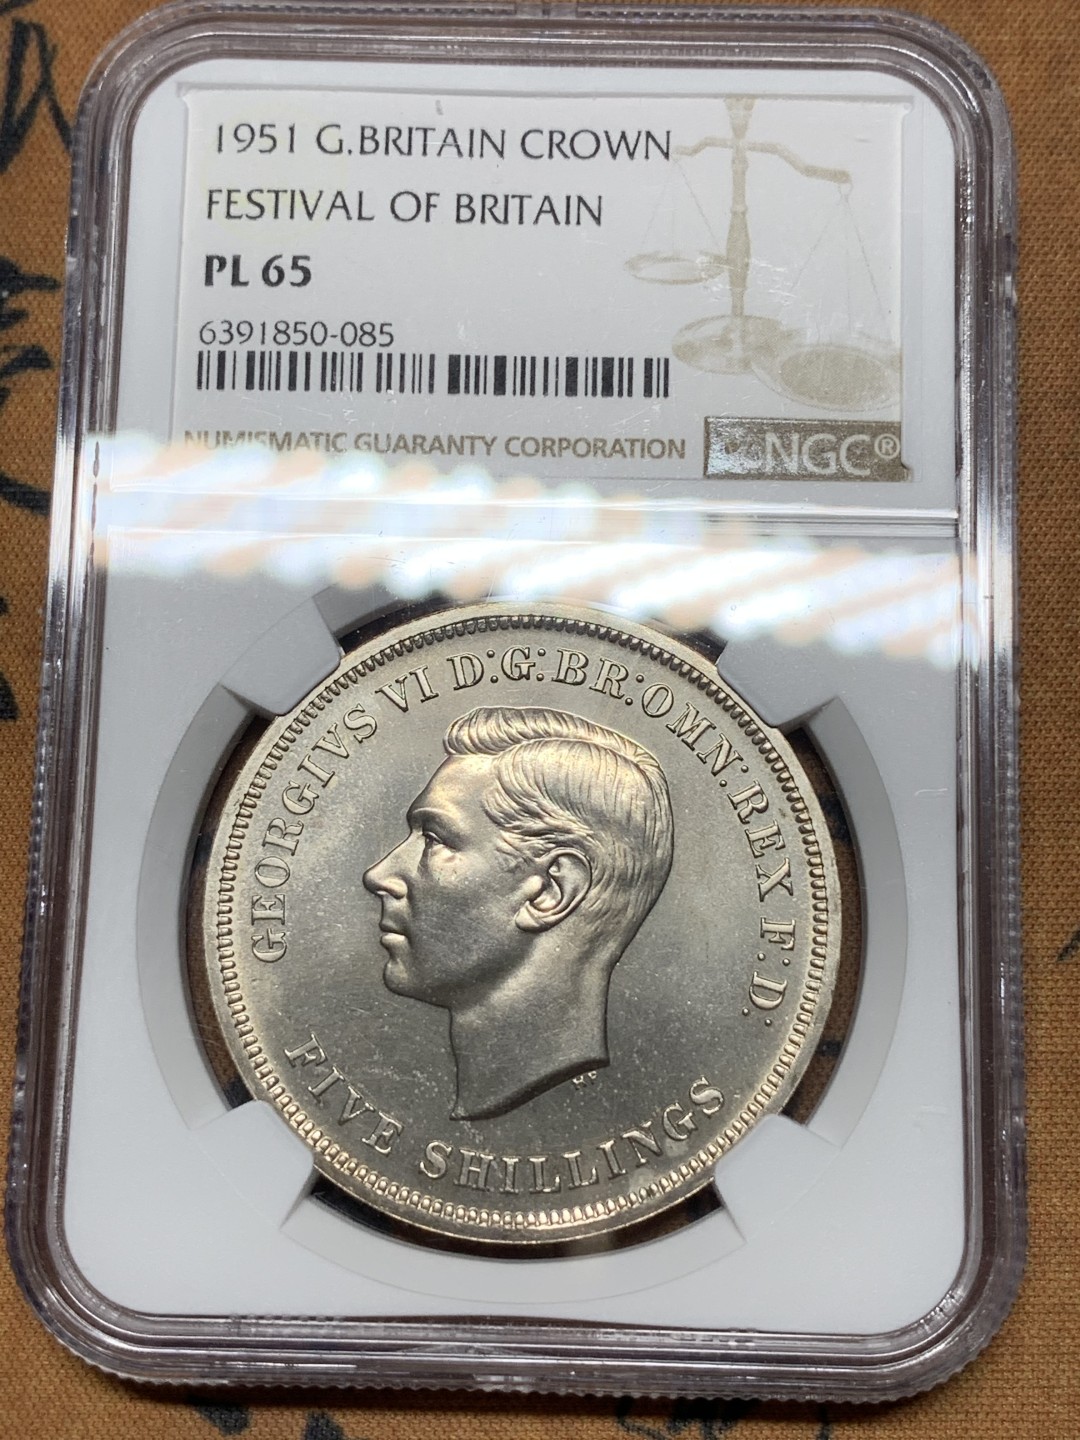 1951 G.BRITAIN CROWN
FESTIVAL OF BRITAIN
PL 65
6391850-085
NUMISMATIC GUARANTY CORPORATION
NGC®
GEORGIVS VI D:G:BR:OMN:REX F:D:
HP
FIVE SHILLINGS